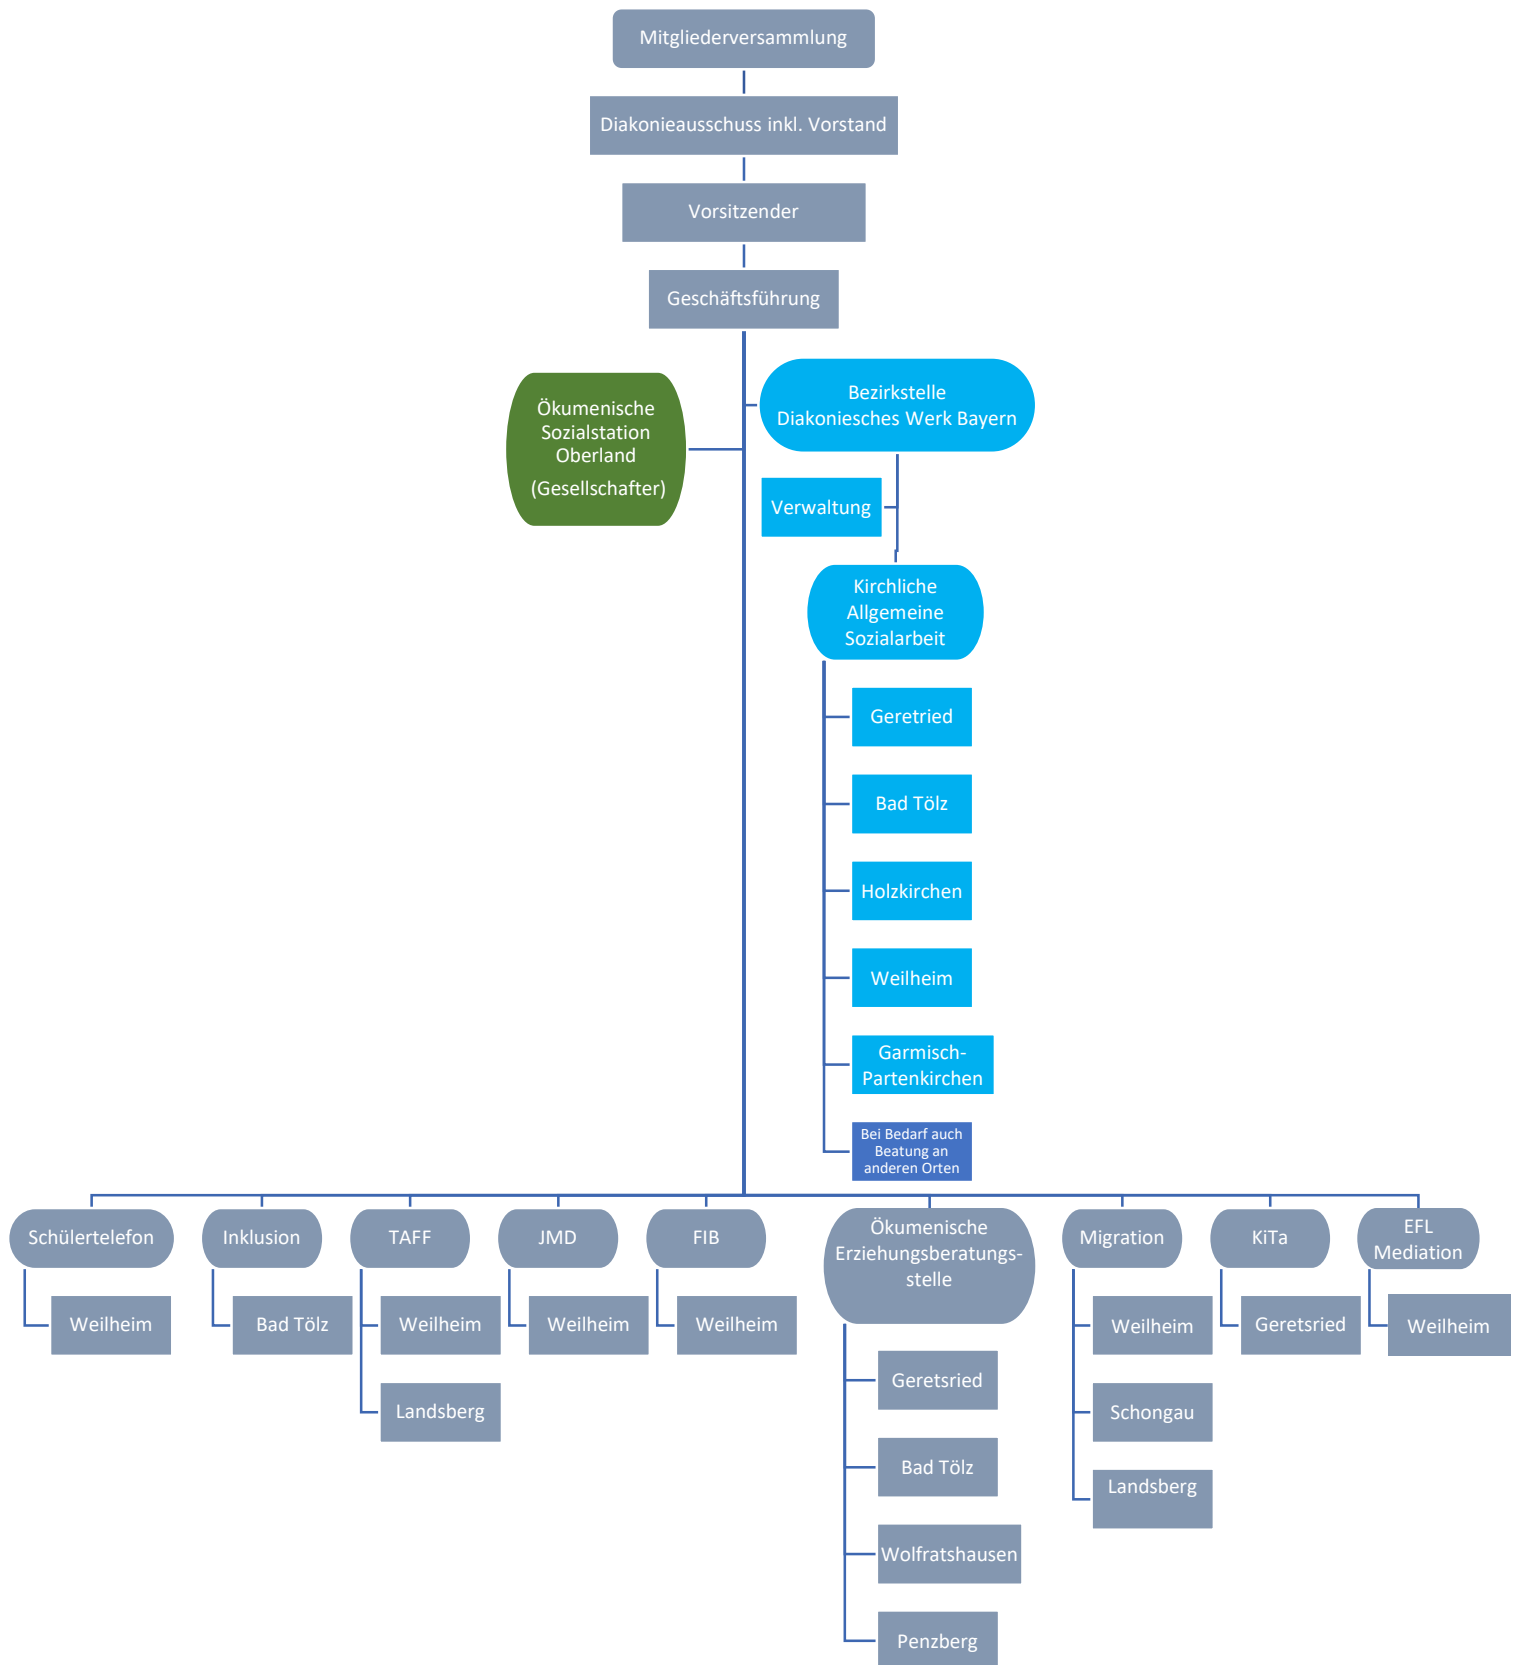 Mitgliederversammlung
Diakonieausschuss inkl. Vorstand
Vorsitzender
Geschäftsführung
Ökumenische
Sozialstation
Oberland
(Gesellschafter)
Bezirkstelle
Diakoniesches Werk Bayern
Verwaltung
Kirchliche
Allgemeine
Sozialarbeit
Geretried
Bad Tölz
Holzkirchen
Weilheim
Garmisch-
Partenkirchen
Bei Bedarf auch
Beatung an
anderen Orten
Schülertelefon
Weilheim
Inklusion
Bad Tölz
TAFF
Weilheim
Landsberg
JMD
Weilheim
FIB
Weilheim
Ökumenische
Erziehungsberatungs-
stelle
Geretsried
Bad Tölz
Wolfratshausen
Penzberg
Migration
Weilheim
Schongau
Landsberg
KiTa
Geretsried
EFL
Mediation
Weilheim